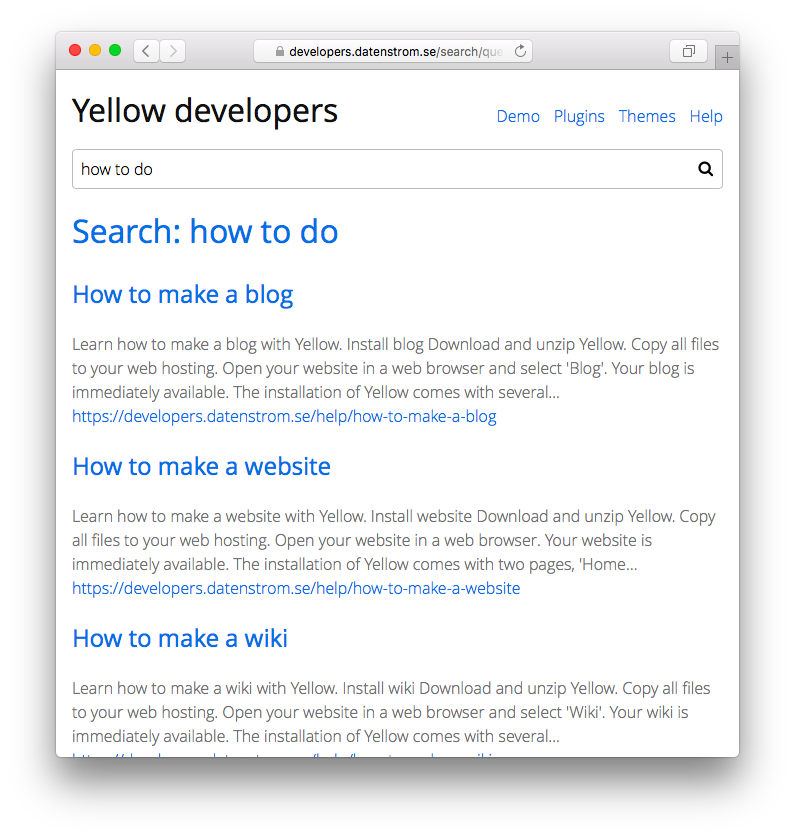 developers.datenstrom.se/search/que
Yellow developers
Demo Plugins Themes Help
how to do
Search: how to do
How to make a blog
Learn how to make a blog with Yellow. Install blog Download and unzip Yellow. Copy all files
to your web hosting. Open your website in a web browser and select 'Blog'. Your blog is
immediately available. The installation of Yellow comes with several...
https://developers.datenstrom.se/help/how-to-make-a-blog
How to make a website
Learn how to make a website with Yellow. Install website Download and unzip Yellow. Copy
all files to your web hosting. Open your website in a web browser. Your website is
immediately available. The installation of Yellow comes with two pages, 'Home...
https://developers.datenstrom.se/help/how-to-make-a-website
How to make a wiki
Learn how to make a wiki with Yellow. Install wiki Download and unzip Yellow. Copy all files
to your web hosting. Open your website in a web browser and select 'Wiki'. Your wiki is
immediately available. The installation of Yellow comes with several...